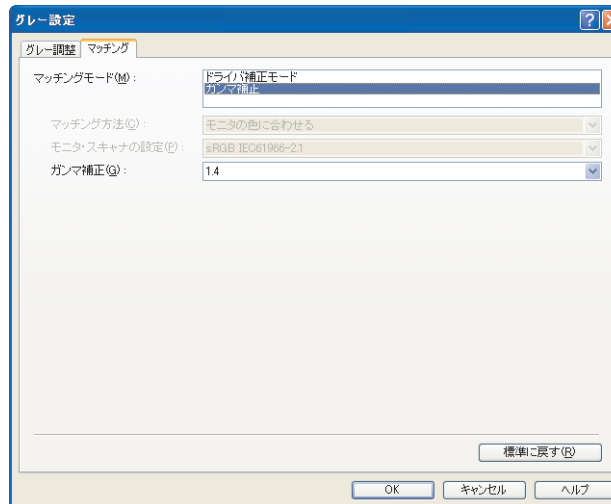 グレー設定
グレー調整 マッチング
マッチングモード(M):
ドライバ補正モード
ガンマ補正
マッチング方法(C): モニタの色に合わせる
モニタ・スキャナの設定(P): sRGB IEC61966-2.1
ガンマ補正(G): 1.4
標準に戻す(R)
OK キャンセル ヘルプ